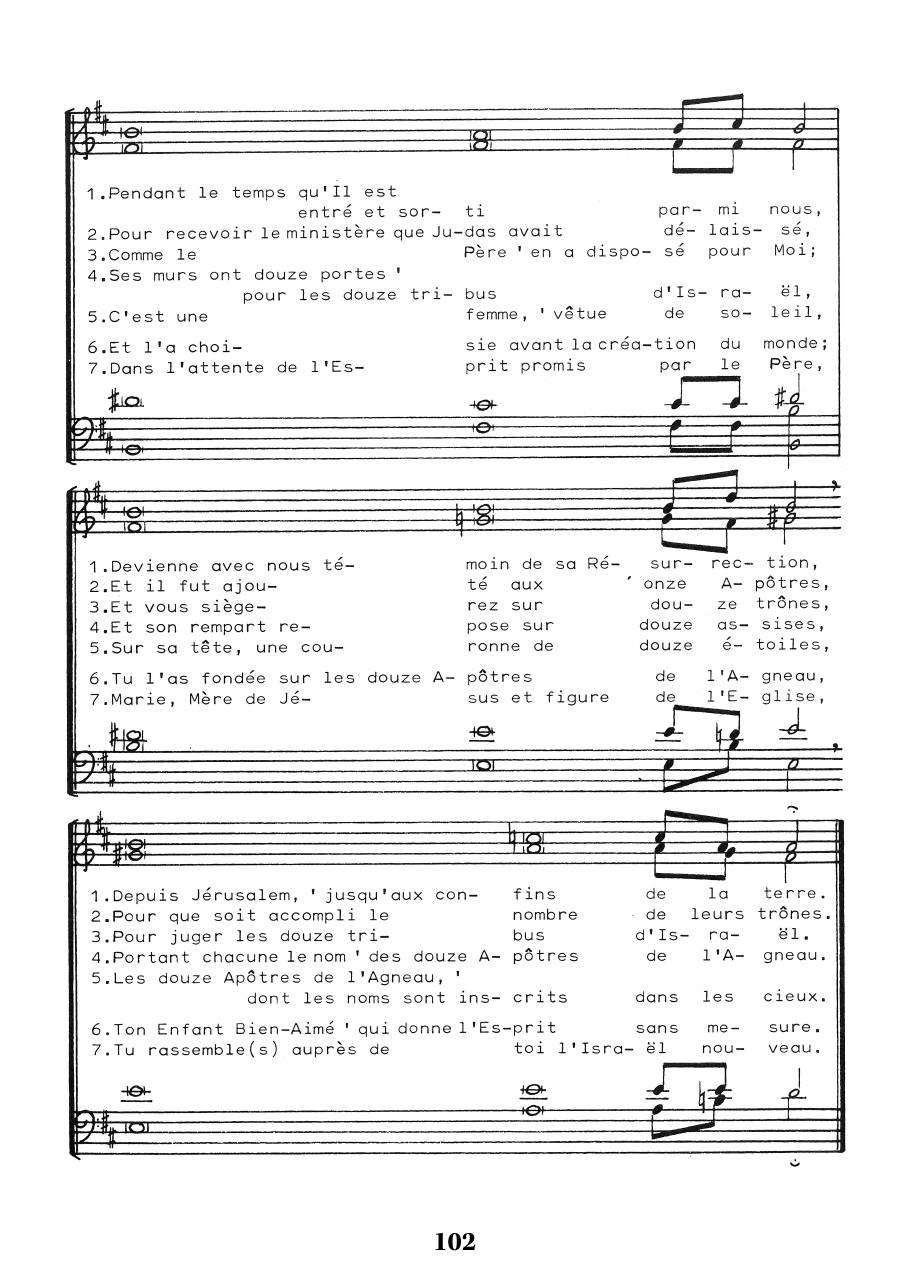 1.Pendant le temps qu'Il est
entré et sor- ti par- mi nous,
2.Pour recevoir le ministère que Ju-das avait dé- lais- sé,
3.Comme le Père ' en a dispo- sé pour Moi;
4.Ses murs ont douze portes '
pour les douze tri- bus d'Is- ra- ël,
5.C'est une femme, ' vêtue de so- leil,
6.Et l'a choi- sie avant la créa-tion du monde;
7.Dans l'attente de l'Es- prit promis par le Père,
1.Devienne avec nous té- moin de sa Ré- sur- rec- tion,
2.Et il fut ajou- té aux ' onze A- pôtres,
3.Et vous siège- rez sur dou- ze trônes,
4.Et son rempart re- pose sur douze as- sises,
5.Sur sa tête, une cou- ronne de douze é- toiles,
6.Tu l'as fondée sur les douze A- pôtres de l'A- gneau,
7.Marie, Mère de Jé- sus et figure de l'E- glise,
1.Depuis Jérusalem, ' jusqu'aux con- fins de la terre.
2.Pour que soit accompli le nombre de leurs trônes.
3.Pour juger les douze tri- bus d'Is- ra- ël.
4.Portant chacune le nom ' des douze A- pôtres de l'A- gneau.
5.Les douze Apôtres de l'Agneau, '
dont les noms sont ins- crits dans les cieux.
6.Ton Enfant Bien-Aimé ' qui donne l'Es-prit sans me- sure.
7.Tu rassemble(s) auprès de toi l'Isra- ël nou- veau.
102